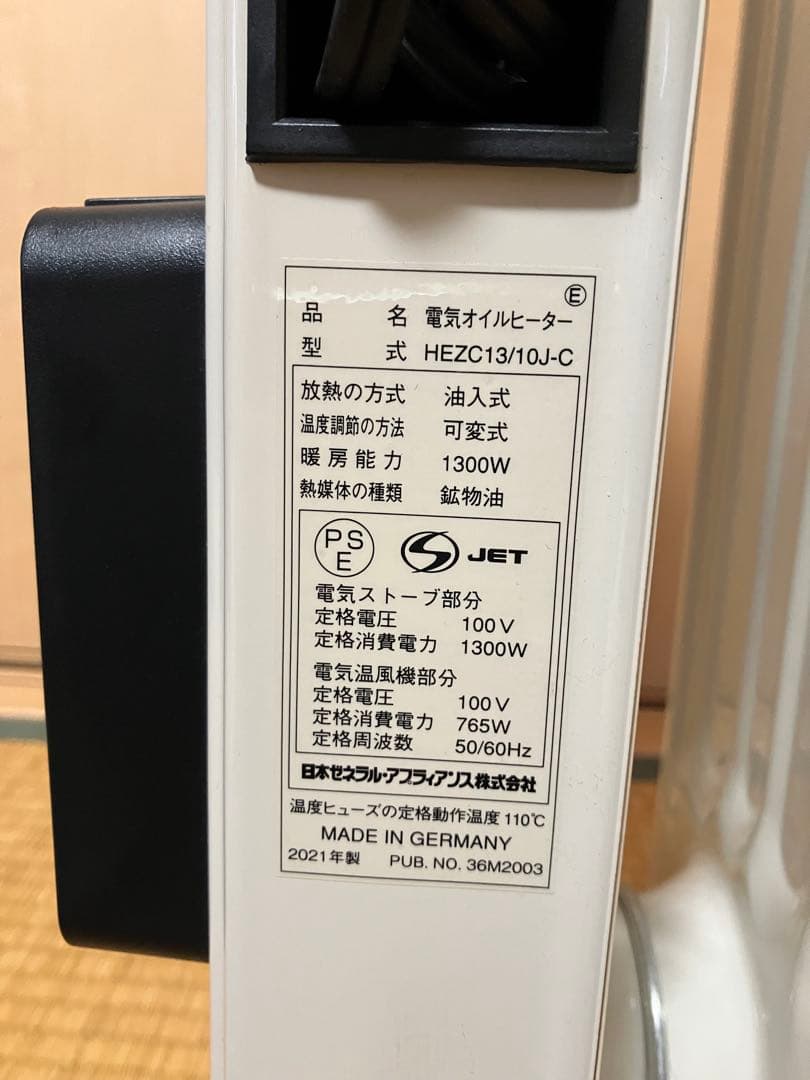 Ⓔ
品名 電気オイルヒーター
型式 HEZC13/10J-C
放熱の方式 油入式
温度調節の方法 可変式
暖房能力 1300W
熱媒体の種類 鉱物油
PS E JET
電気ストーブ部分
定格電圧 100V
定格消費電力 1300W
電気温風機部分
定格電圧 100V
定格消費電力 765W
定格周波数 50/60Hz
日本ゼネラル・アプライアンス株式会社
温度ヒューズの定格動作温度 110℃
MADE IN GERMANY
2021年製 PUB. NO. 36M2003